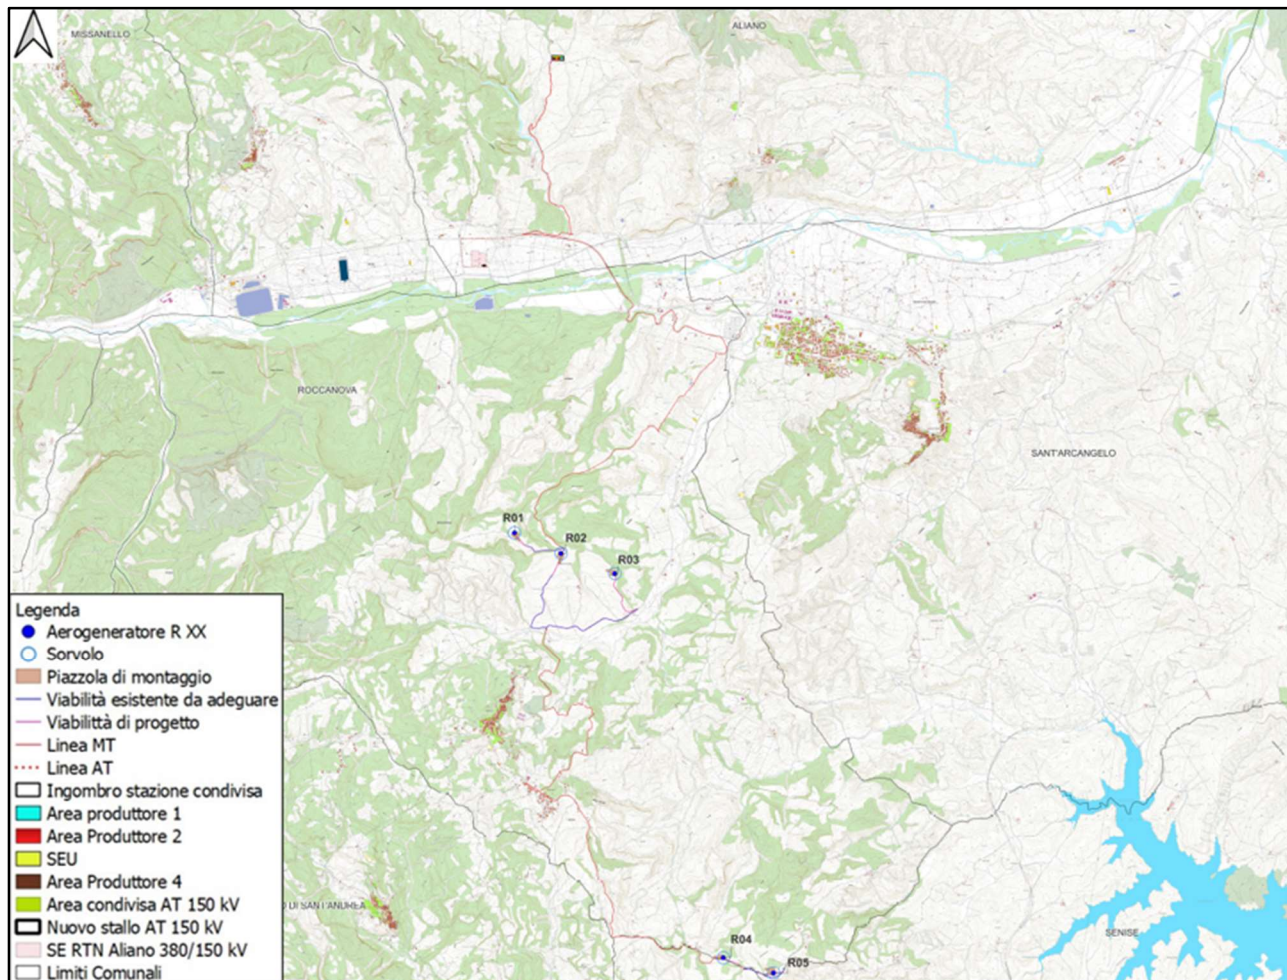 MISSANELLO
ALIANO
ROCCANOVA
SANT'ARCANGELO
R01
R02
R03
Legenda
Aerogeneratore R XX
Sorvolo
Piazzola di montaggio
Viabilità esistente da adeguare
Viabilittà di progetto
Linea MT
Linea AT
Ingombro stazione condivisa
Area produttore 1
Area Produttore 2
SEU
Area Produttore 4
Area condivisa AT 150 kV
Nuovo stallo AT 150 kV
SE RTN Aliano 380/150 kV
Limiti Comunali
O DI SANT'ANDREA
SENISE
R04
R05